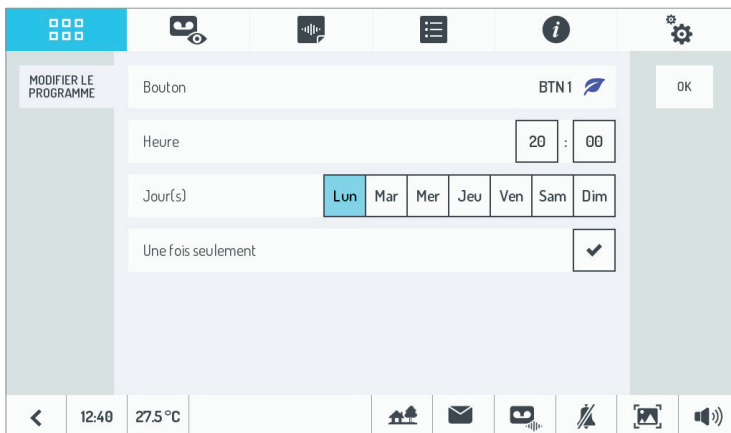 MODIFIER LE
PROGRAMME
Bouton
BTN 1
OK
Heure
20 : 00
Jour(s)
Lun Mar Mer Jeu Ven Sam Dim
Une fois seulement
12:40 27.5 °C